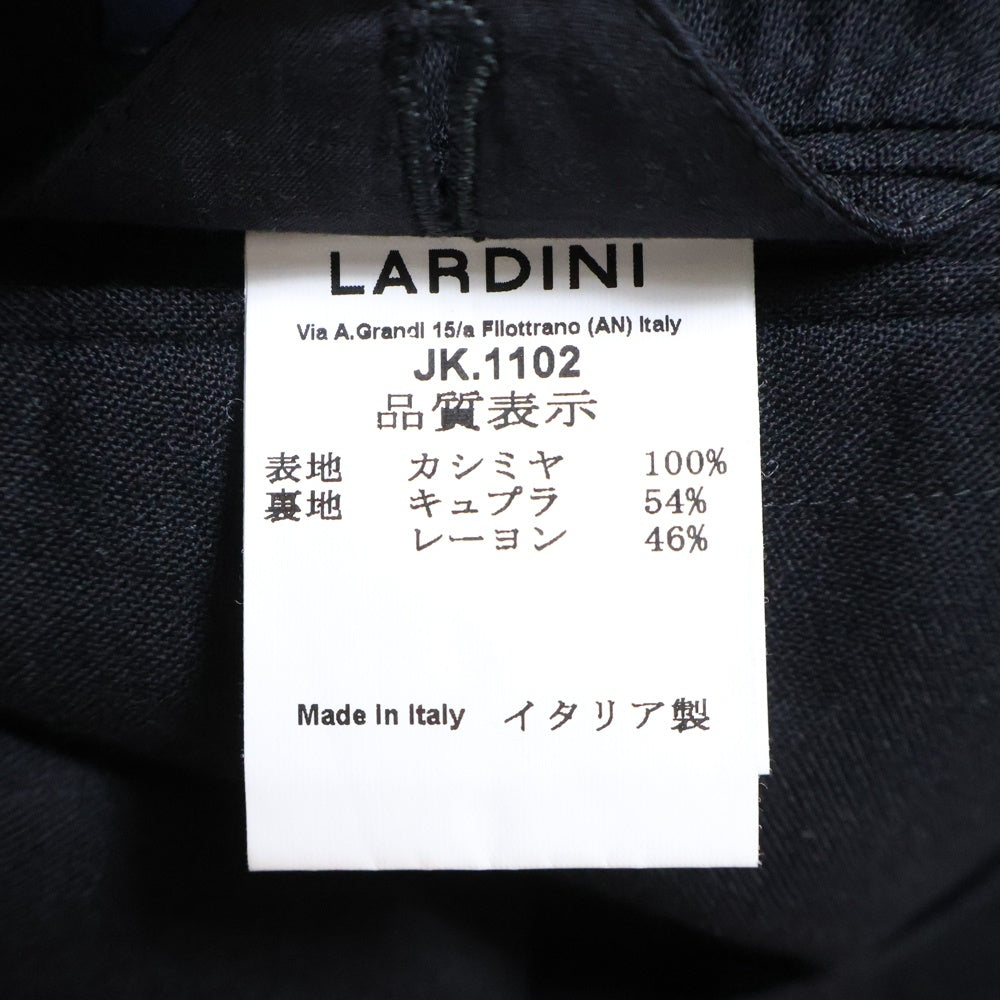 LARDINI
Via A.Grandi 15/a Filottrano (AN) Italy
JK.1102
品質表示
表地 カシミヤ 100%
裏地 キュプラ 54%
レーヨン 46%
Made in Italy イタリア製